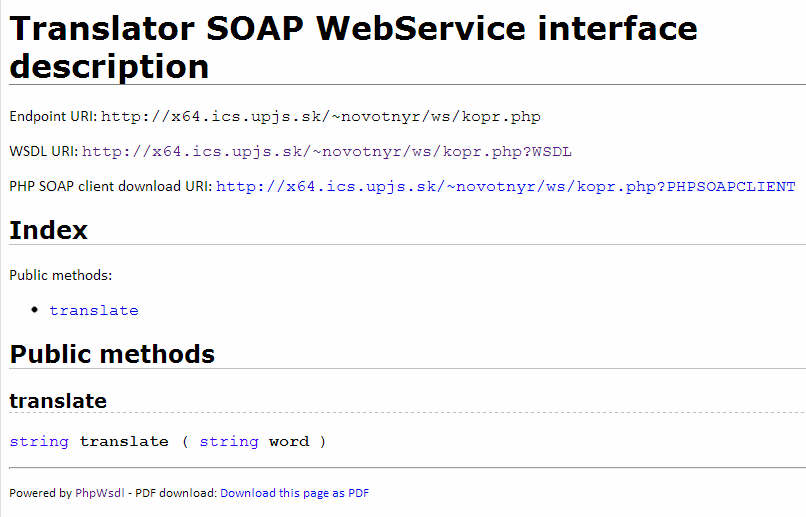 Translator SOAP WebService interface
description
Endpoint URI: http://x64.ics.upjs.sk/~novotnyr/ws/kopr.php
WSDL URI: http://x64.ics.upjs.sk/~novotnyr/ws/kopr.php?WSDL
PHP SOAP client download URI: http://x64.ics.upjs.sk/~novotnyr/ws/kopr.php?PHPSOAPCLIENT
Index
Public methods:
• translate
Public methods
translate
string translate ( string word )
Powered by PhpWsdl - PDF download: Download this page as PDF